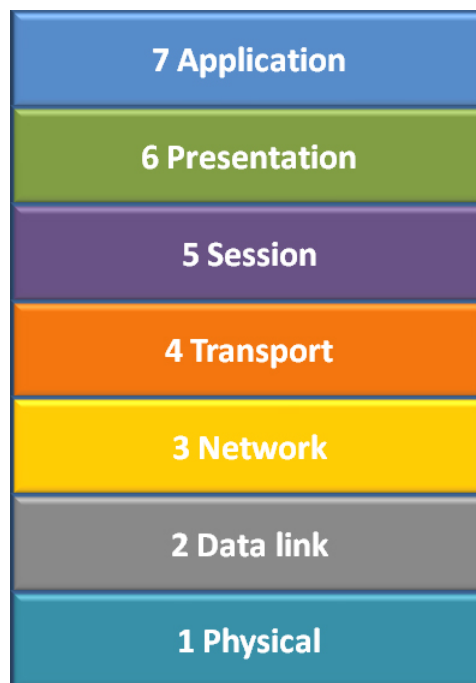 7 Application
6 Presentation
5 Session
4 Transport
3 Network
2 Data link
1 Physical